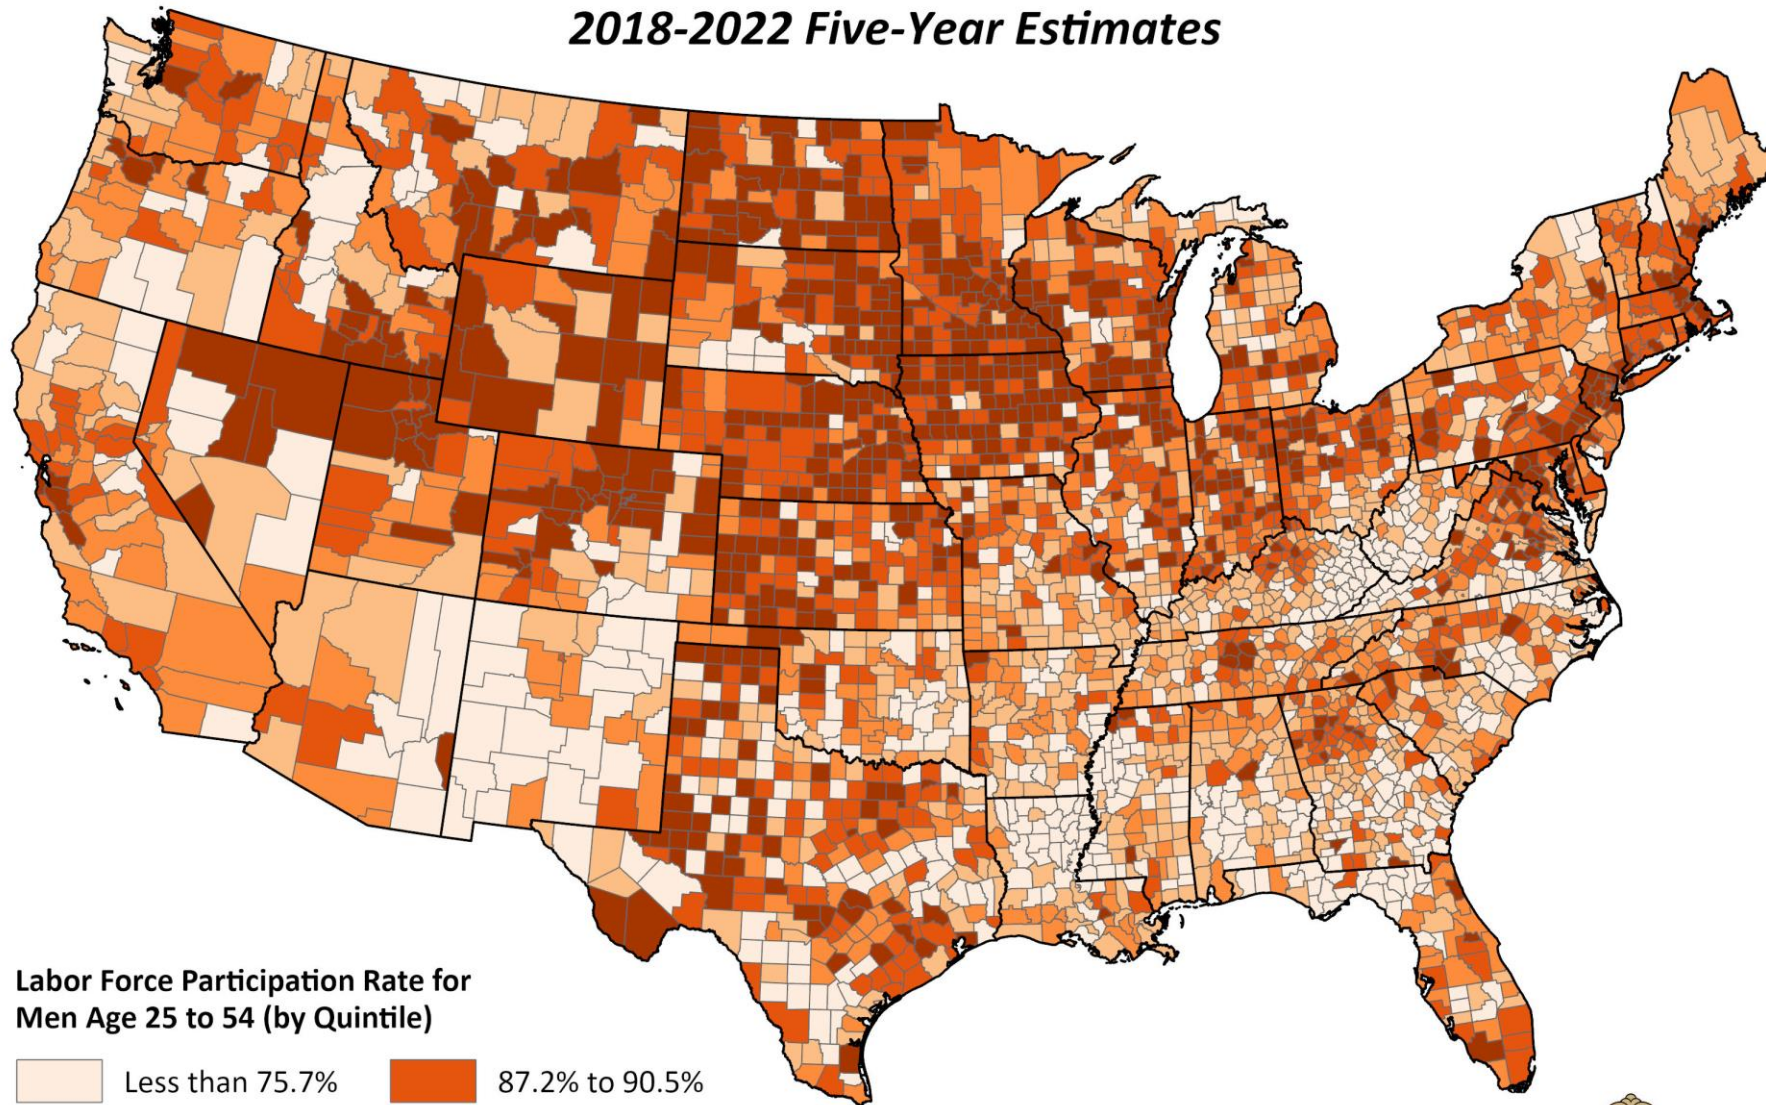 2018-2022 Five-Year Estimates
Labor Force Participation Rate for
Men Age 25 to 54 (by Quintile)
Less than 75.7%
87.2% to 90.5%